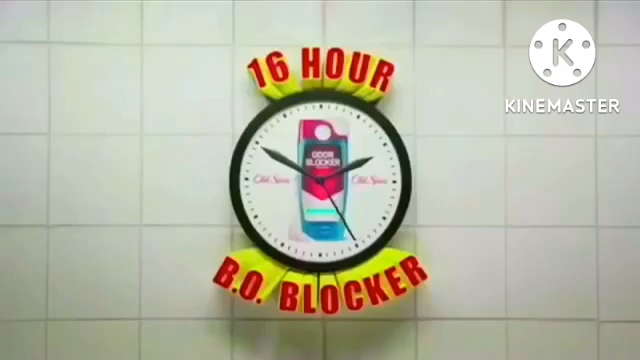 16 HOUR
ODOR
BLOCKER
Old Spice Old Spice
B.O. BLOCKER
KINEMASTER